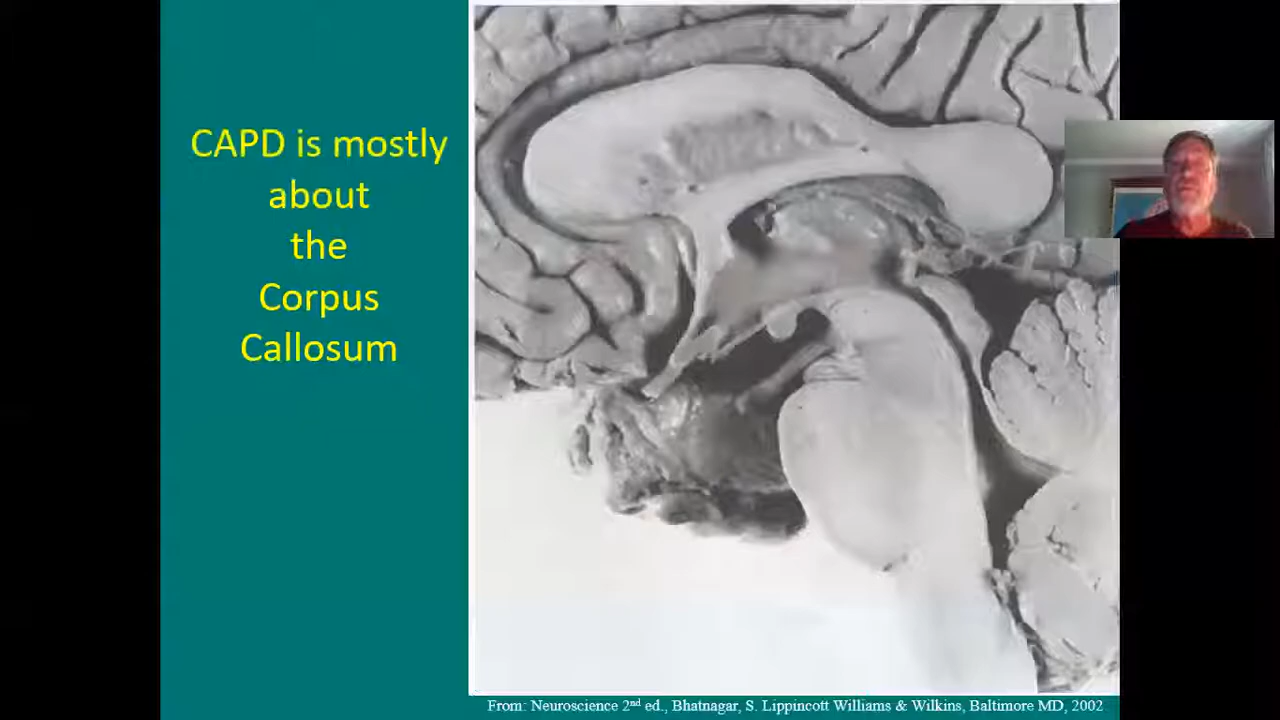 CAPD is mostly
about
the
Corpus
Callosum
From: Neuroscience 2nd ed., Bhatnagar, S. Lippincott Williams & Wilkins, Baltimore MD, 2002